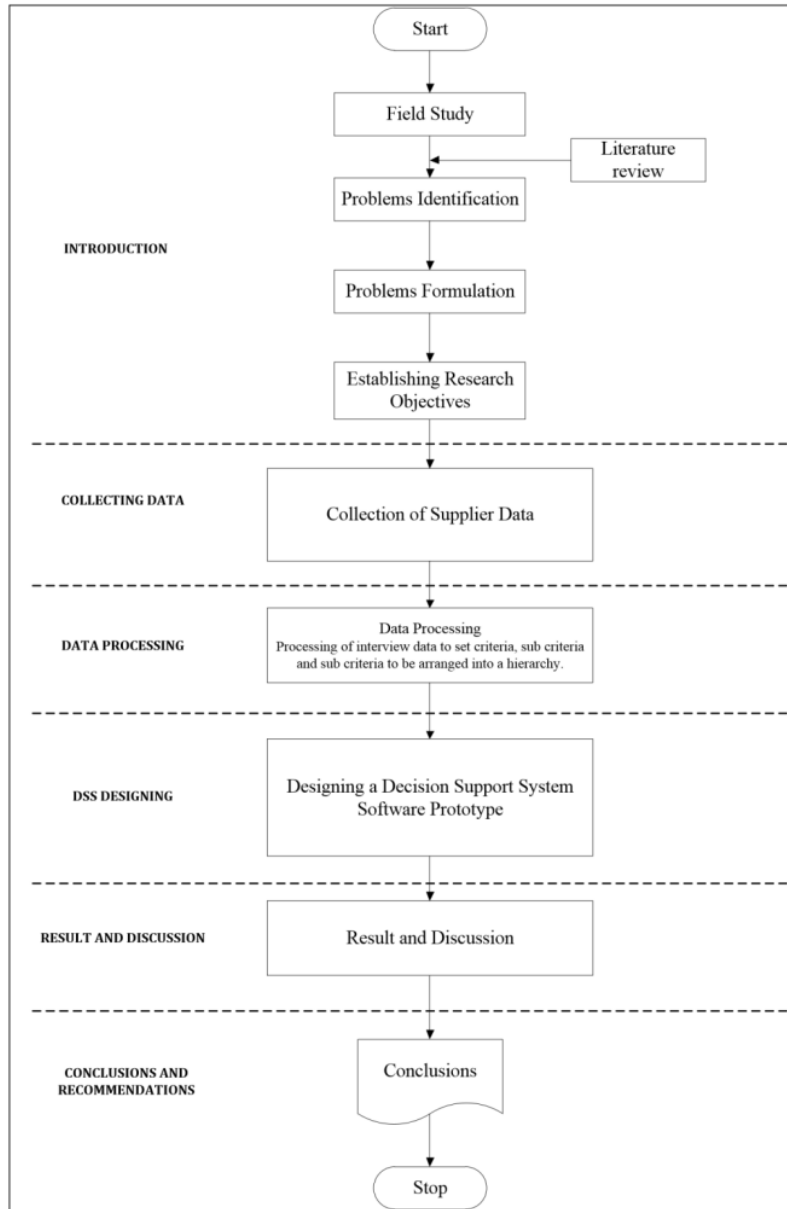 Start
Field Study
Literature
review
Problems Identification
INTRODUCTION
Problems Formulation
Establishing Research
Objectives
COLLECTING DATA
Collection of Supplier Data
DATA PROCESSING
Data Processing
Processing of interview data to set criteria, sub criteria
and sub criteria to be arranged into a hierarchy.
DSS DESIGNING
Designing a Decision Support System
Software Prototype
RESULT AND DISCUSSION
Result and Discussion
CONCLUSIONS AND
RECOMMENDATIONS
Conclusions
Stop